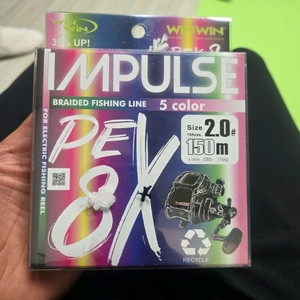 WIN WIN
WINWIN
UP!
IMPULSE
BRAIDED FISHING LINE
5 color
FOR ELECTRIC FISHING REEL
PE
8X
Size
2.0#
150m
RECYCLE